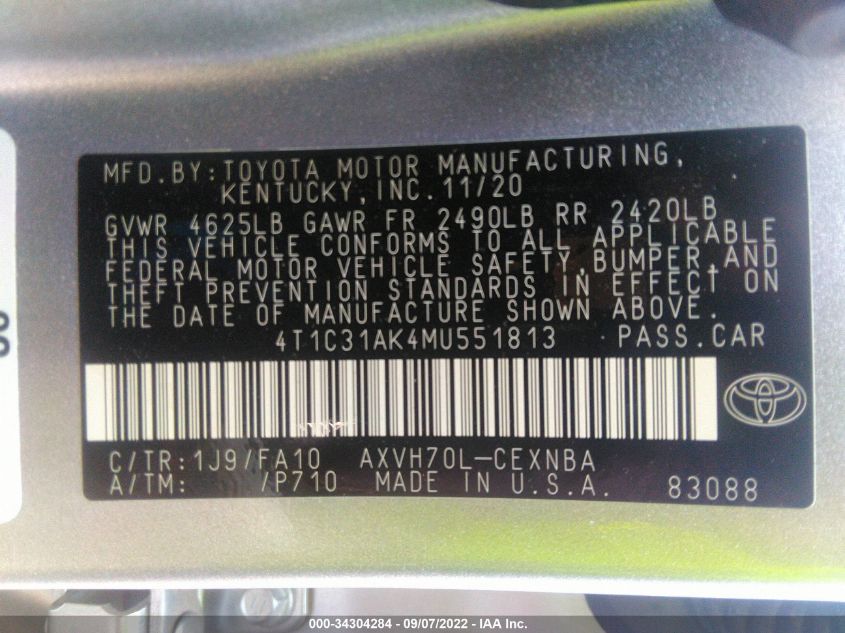 MFD.BY:TOYOTA MOTOR MANUFACTURING,
KENTUCKY,INC.11/20
GVWR 4625LB GAWR FR 2490LB RR 2420LB
THIS VEHICLE CONFORMS TO ALL APPLICABLE
FEDERAL MOTOR VEHICLE SAFETY,BUMPER,AND
THEFT PREVENTION STANDARDS IN EFFECT ON
THE DATE OF MANUFACTURE SHOWN ABOVE.
4T1C31AK4MU551813 PASS.CAR
C/TR:1J9/FA10 AXVH70L-CEXNBA
A/TM: /P710 MADE IN U.S.A. 83088
000-34304284 - 09/07/2022 - IAA Inc.